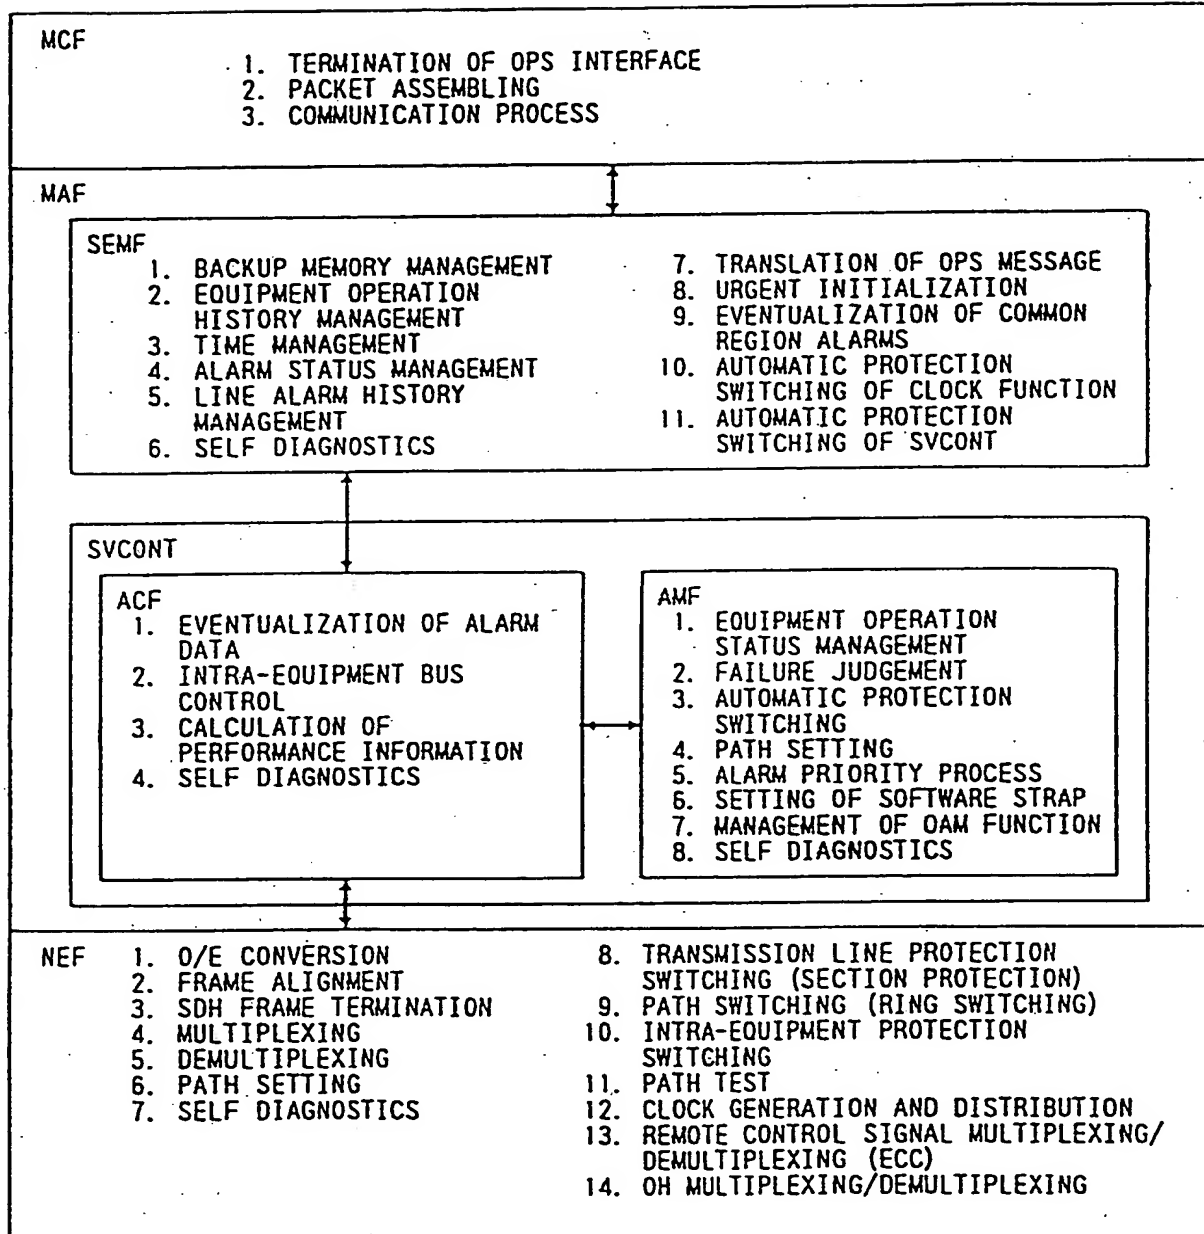 MCF
1. TERMINATION OF OPS INTERFACE
2. PACKET ASSEMBLING
3. COMMUNICATION PROCESS
MAF
SEMF
1. BACKUP MEMORY MANAGEMENT
2. EQUIPMENT OPERATION
HISTORY MANAGEMENT
3. TIME MANAGEMENT
4. ALARM STATUS MANAGEMENT
5. LINE ALARM HISTORY
MANAGEMENT
6. SELF DIAGNOSTICS
7. TRANSLATION OF OPS MESSAGE
8. URGENT INITIALIZATION
9. EVENTUALIZATION OF COMMON
REGION ALARMS
10. AUTOMATIC PROTECTION
SWITCHING OF CLOCK FUNCTION
11. AUTOMATIC PROTECTION
SWITCHING OF SVCONT
SVCONT
ACF
1. EVENTUALIZATION OF ALARM
DATA
2. INTRA-EQUIPMENT BUS
CONTROL
3. CALCULATION OF
PERFORMANCE INFORMATION
4. SELF DIAGNOSTICS
AMF
1. EQUIPMENT OPERATION
STATUS MANAGEMENT
2. FAILURE JUDGEMENT
3. AUTOMATIC PROTECTION
SWITCHING
4. PATH SETTING
5. ALARM PRIORITY PROCESS
6. SETTING OF SOFTWARE STRAP
7. MANAGEMENT OF OAM FUNCTION
8. SELF DIAGNOSTICS
NEF
1. O/E CONVERSION
2. FRAME ALIGNMENT
3. SDH FRAME TERMINATION
4. MULTIPLEXING
5. DEMULTIPLEXING
6. PATH SETTING
7. SELF DIAGNOSTICS
8. TRANSMISSION LINE PROTECTION
SWITCHING (SECTION PROTECTION)
9. PATH SWITCHING (RING SWITCHING)
10. INTRA-EQUIPMENT PROTECTION
SWITCHING
11. PATH TEST
12. CLOCK GENERATION AND DISTRIBUTION
13. REMOTE CONTROL SIGNAL MULTIPLEXING/
DEMULTIPLEXING (ECC)
14. OH MULTIPLEXING/DEMULTIPLEXING